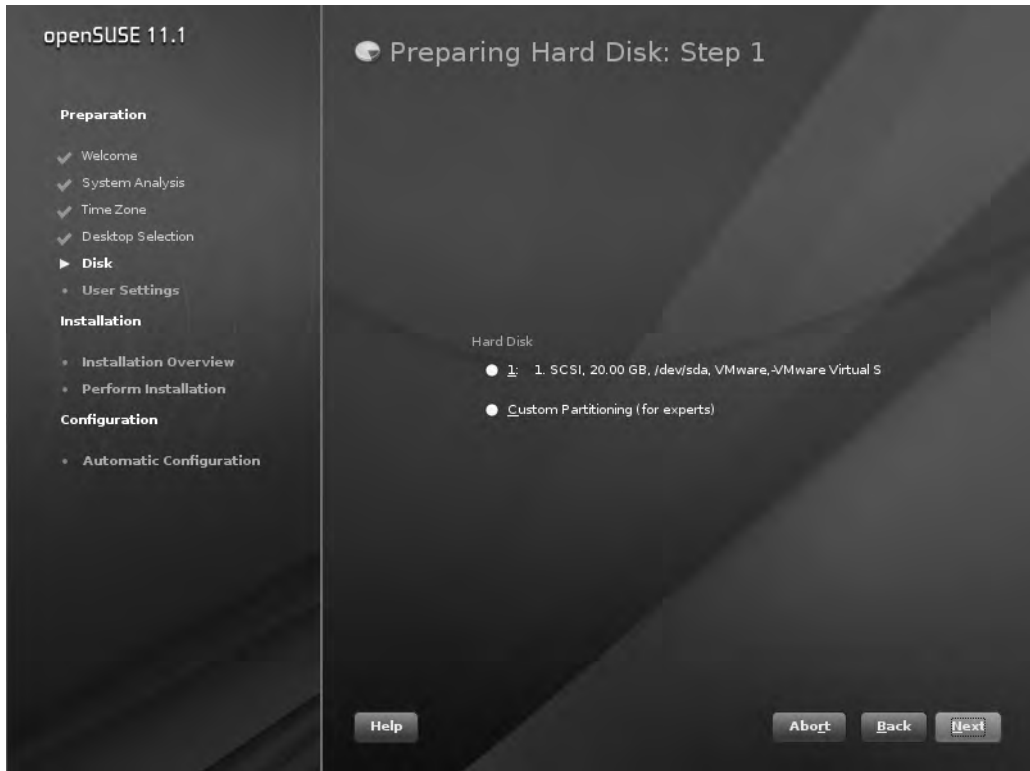 openSUSE 11.1
Preparation
Welcome
System Analysis
Time Zone
Desktop Selection
Disk
User Settings
Installation
Installation Overview
Perform Installation
Configuration
Automatic Configuration
Preparing Hard Disk: Step 1
Hard Disk
1: 1. SCSI, 20.00 GB, /dev/sda, VMware,-VMware Virtual S
Custom Partitioning (for experts)
Help
Abort
Back
Next